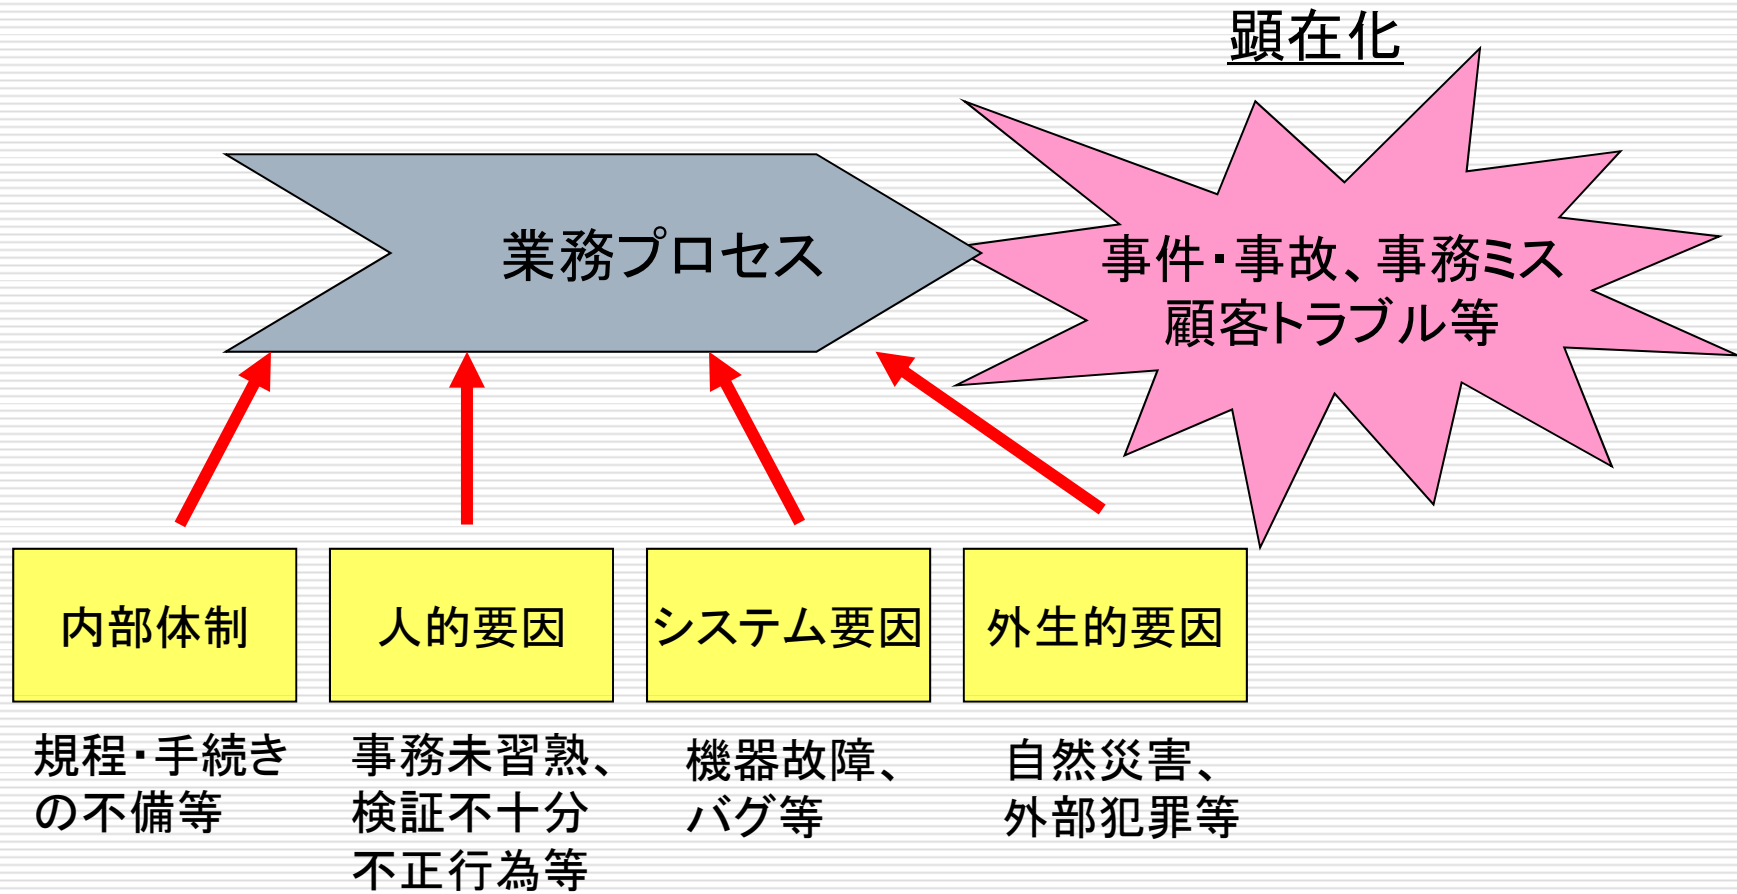 顕在化
業務プロセス
事件・事故、事務ミス
顧客トラブル等
内部体制
人的要因
システム要因
外生的要因
規程・手続き
の不備等
事務未習熟、
検証不十分
不正行為等
機器故障、
バグ等
自然災害、
外部犯罪等